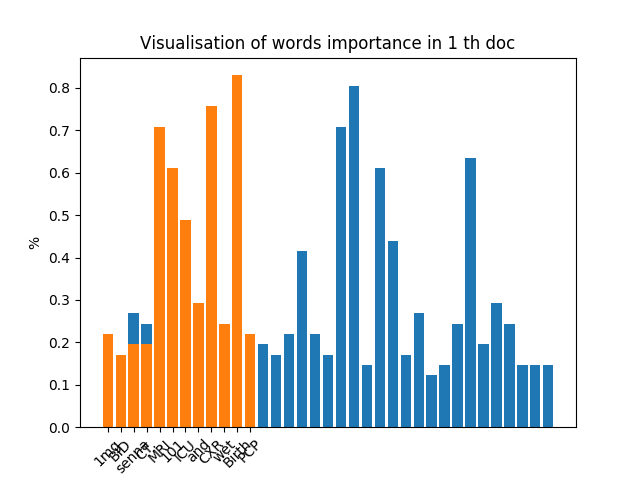 Visualisation of words importance in 1 th doc
%
0.8
0.7
0.6
0.5
0.4
0.3
0.2
0.1
0.0
1mg
BID
senna
MRI
101
ICU
and
CXR
wet
Birth
PCP